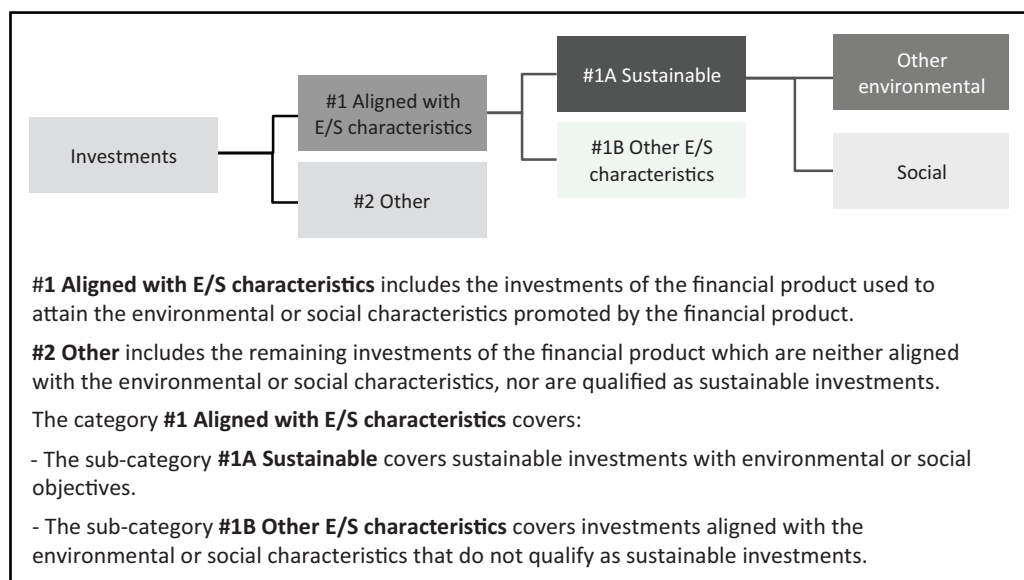 Investments
#1 Aligned with
E/S characteristics
#2 Other
#1A Sustainable
#1B Other E/S
characteristics
Other
environmental
Social
#1 Aligned with E/S characteristics includes the investments of the financial product used to
attain the environmental or social characteristics promoted by the financial product.
#2 Other includes the remaining investments of the financial product which are neither aligned
with the environmental or social characteristics, nor are qualified as sustainable investments.
The category #1 Aligned with E/S characteristics covers:
- The sub-category #1A Sustainable covers sustainable investments with environmental or social
objectives.
- The sub-category #1B Other E/S characteristics covers investments aligned with the
environmental or social characteristics that do not qualify as sustainable investments.